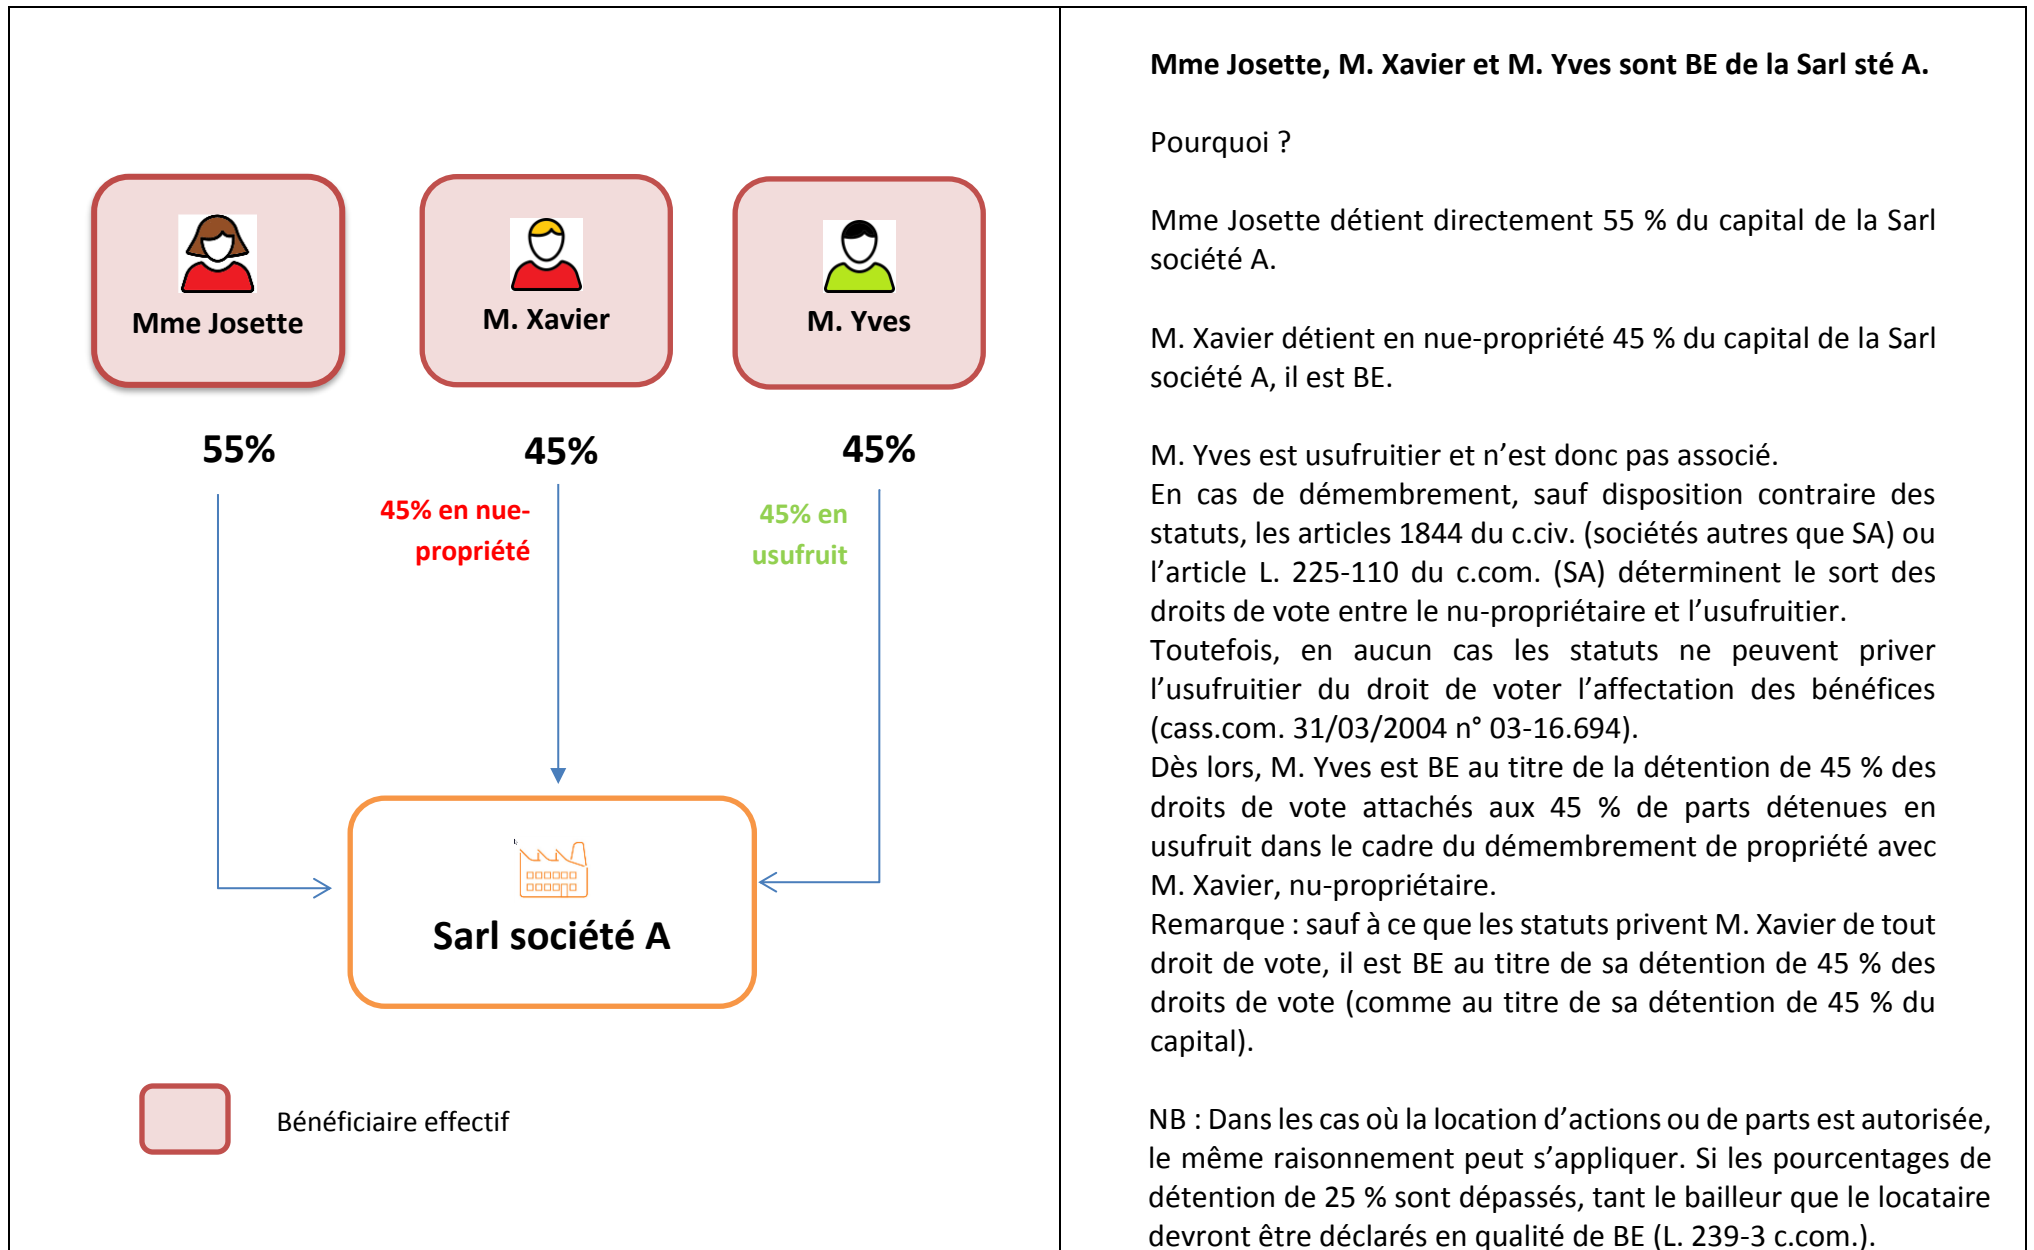 Mme Josette
M. Xavier
M. Yves
55%
45%
45%
45% en nue-
propriété
45% en
usufruit
Sarl société A
Bénéficiaire effectif
Mme Josette, M. Xavier et M. Yves sont BE de la Sarl sté A.
Pourquoi ?
Mme Josette détient directement 55 % du capital de la Sarl
société A.
M. Xavier détient en nue-propriété 45 % du capital de la Sarl
société A, il est BE.
M. Yves est usufruitier et n’est donc pas associé.
En cas de démembrement, sauf disposition contraire des
statuts, les articles 1844 du c.civ. (sociétés autres que SA) ou
l’article L. 225-110 du c.com. (SA) déterminent le sort des
droits de vote entre le nu-propriétaire et l’usufruitier.
Toutefois, en aucun cas les statuts ne peuvent priver
l’usufruitier du droit de voter l’affectation des bénéfices
(cass.com. 31/03/2004 n° 03-16.694).
Dès lors, M. Yves est BE au titre de la détention de 45 % des
droits de vote attachés aux 45 % de parts détenues en
usufruit dans le cadre du démembrement de propriété avec
M. Xavier, nu-propriétaire.
Remarque : sauf à ce que les statuts privent M. Xavier de tout
droit de vote, il est BE au titre de sa détention de 45 % des
droits de vote (comme au titre de sa détention de 45 % du
capital).
NB : Dans les cas où la location d’actions ou de parts est autorisée,
le même raisonnement peut s’appliquer. Si les pourcentages de
détention de 25 % sont dépassés, tant le bailleur que le locataire
devront être déclarés en qualité de BE (L. 239-3 c.com.).